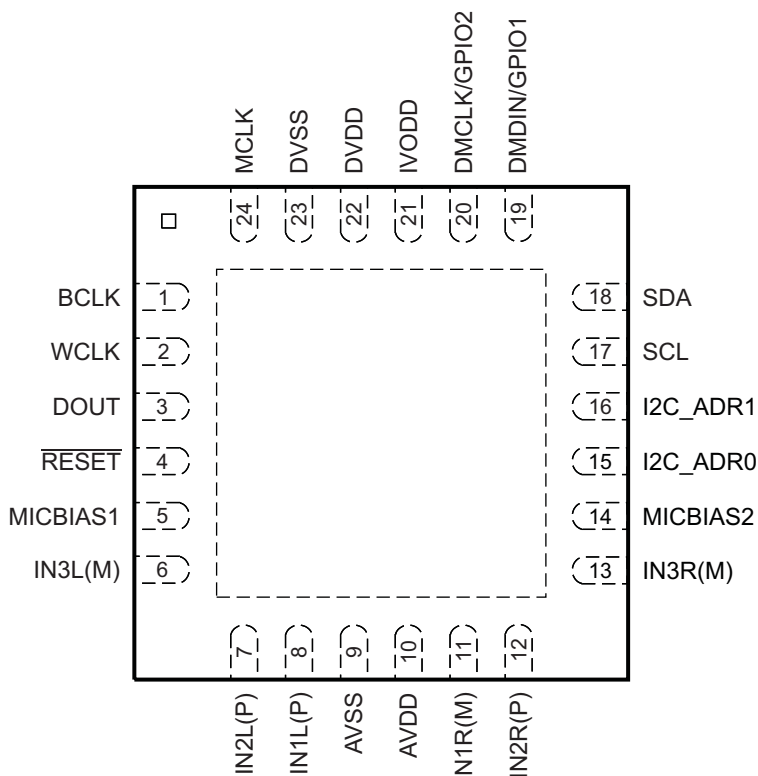 MCLK
DVSS
DVDD
IVODD
DMCLK/GPIO2
DMDIN/GPIO1
24
23
22
21
20
19
BCLK 1
WCLK 2
DOUT 3
RESET 4
MICBIAS1 5
IN3L(M) 6
18 SDA
17 SCL
16 I2C_ADR1
15 I2C_ADR0
14 MICBIAS2
13 IN3R(M)
7
8
9
10
11
12
IN2L(P)
IN1L(P)
AVSS
AVDD
N1R(M)
IN2R(P)